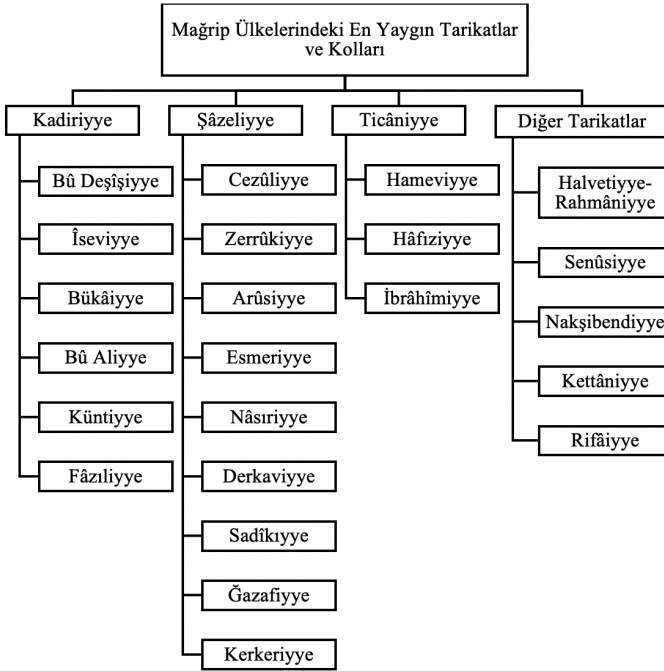 Mağrip Ülkelerindeki En Yaygın Tarikatlar
ve Kolları
Kadiriyye
Bû Deşîşiyye
Îseviyye
Bükâiyye
Bû Aliyye
Küntiyye
Fâzıliyye
Şâzeliyye
Cezûliyye
Zerrûkiyye
Arûsiyye
Esmeriyye
Nâsıriyye
Derkaviyye
Sadîkıyye
Ğazafiyye
Kerkeriyye
Ticâniyye
Hameviyye
Hâfıziyye
İbrâhîmiyye
Diğer Tarikatlar
Halvetiyye-
Rahmâniyye
Senûsiyye
Nakşibendiyye
Kettâniyye
Rifâiyye